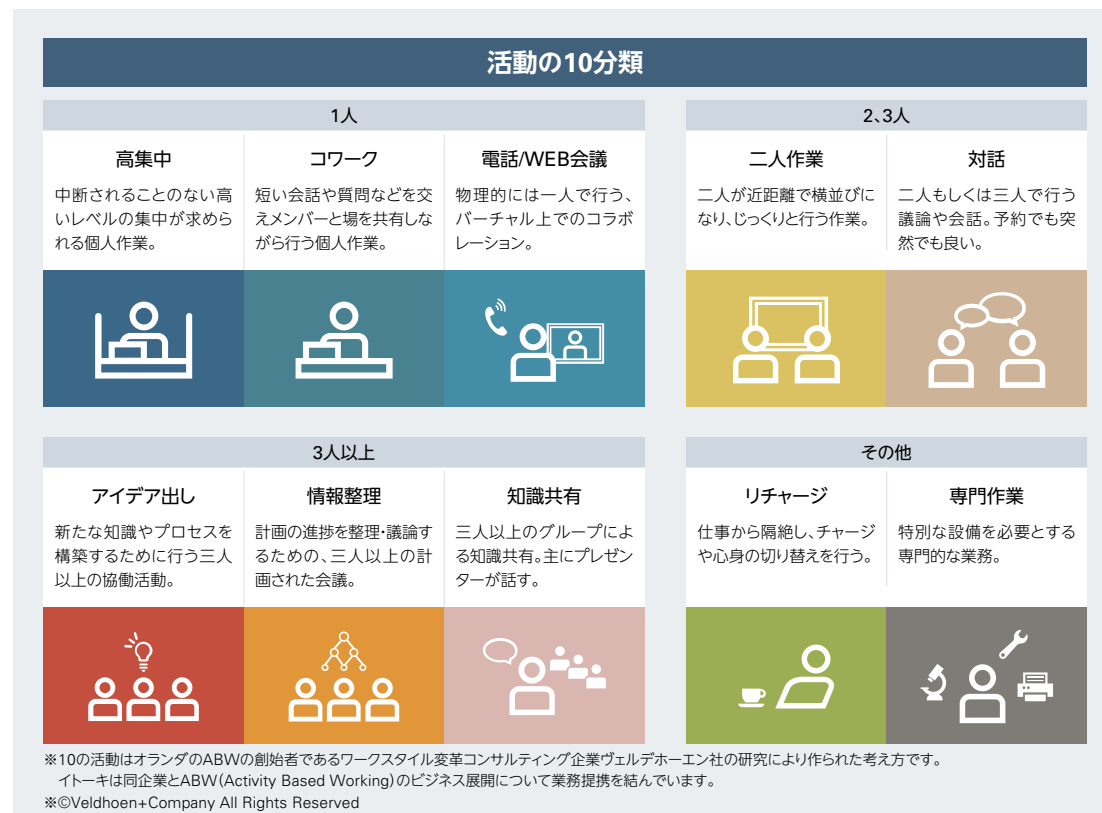 活動の10分類
1人
高集中
中断されることのない高
いレベルの集中が求めら
れる個人作業。
コワーク
短い会話や質問などを交
えメンバーと場を共有しな
がら行う個人作業。
電話/WEB会議
物理的には一人で行う、
バーチャル上でのコラボ
レーション。
2、3人
二人作業
二人が近距離で横並びに
なり、じっくりと行う作業。
対話
二人もしくは三人で行う
議論や会話。予約でも突
然でも良い。
3人以上
アイデア出し
新たな知識やプロセスを
構築するために行う三人
以上の協働活動。
情報整理
計画の進捗を整理・議論す
るための、三人以上の計
画された会議。
知識共有
三人以上のグループによ
る知識共有。主にプレゼン
ターが話す。
その他
リチャージ
仕事から隔絶し、チャージ
や心身の切り替えを行う。
専門作業
特別な設備を必要とする
専門的な業務。
※10の活動はオランダのABWの創始者であるワークスタイル変革コンサルティング企業ヴェルデホーエン社の研究により作られた考え方です。
イトーキは同企業とABW(Activity Based Working)のビジネス展開について業務提携を結んでいます。
※©Veldhoen+Company All Rights Reserved